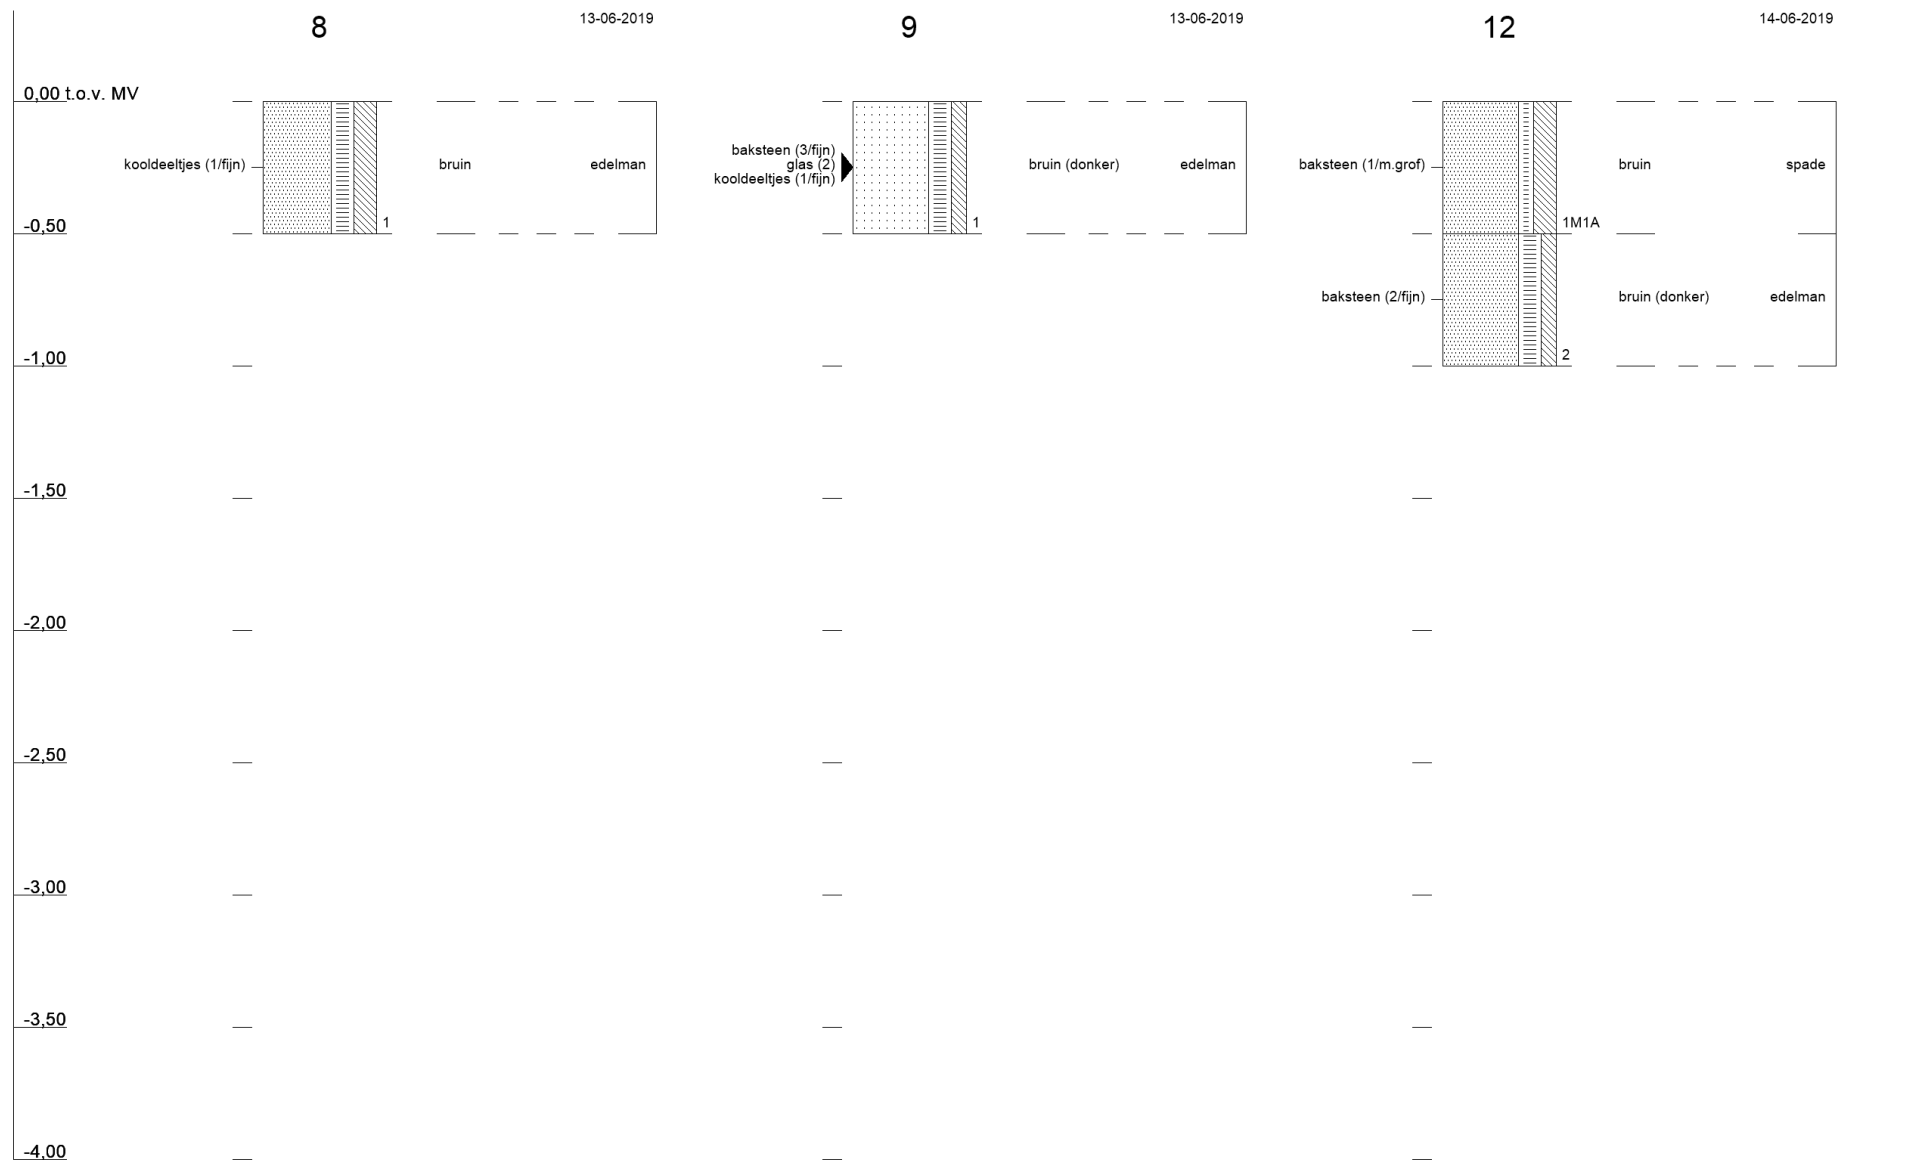 8
13-06-2019
9
13-06-2019
12
14-06-2019
0,00 t.o.v. MV
kooldeeltjes (1/fijn)
bruin
edelman
1
baksteen (3/fijn)
glas (2)
kooldeeltjes (1/fijn)
bruin (donker)
edelman
1
baksteen (1/m.grof)
bruin
spade
1M1A
-0,50
baksteen (2/fijn)
bruin (donker)
edelman
2
-1,00
-1,50
-2,00
-2,50
-3,00
-3,50
-4,00